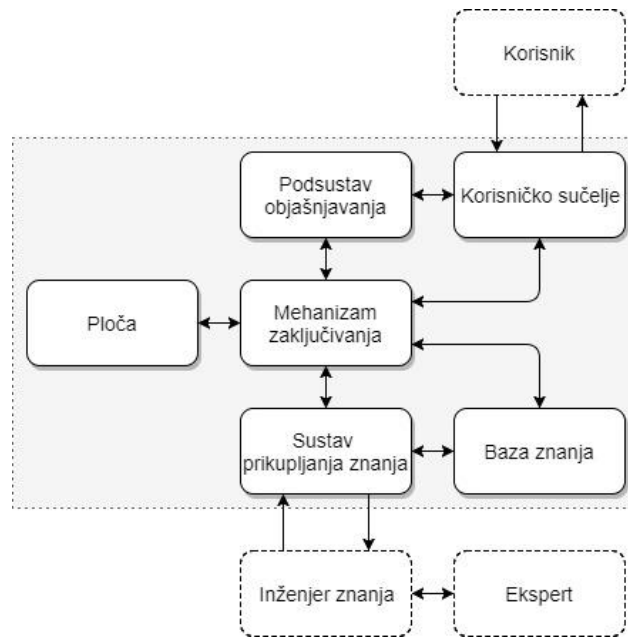 Korisnik
Podsustav
objašnjavanja
Korisničko sučelje
Ploča
Mehanizam
zaključivanja
Sustav
prikupljanja znanja
Baza znanja
Inženjer znanja
Ekspert